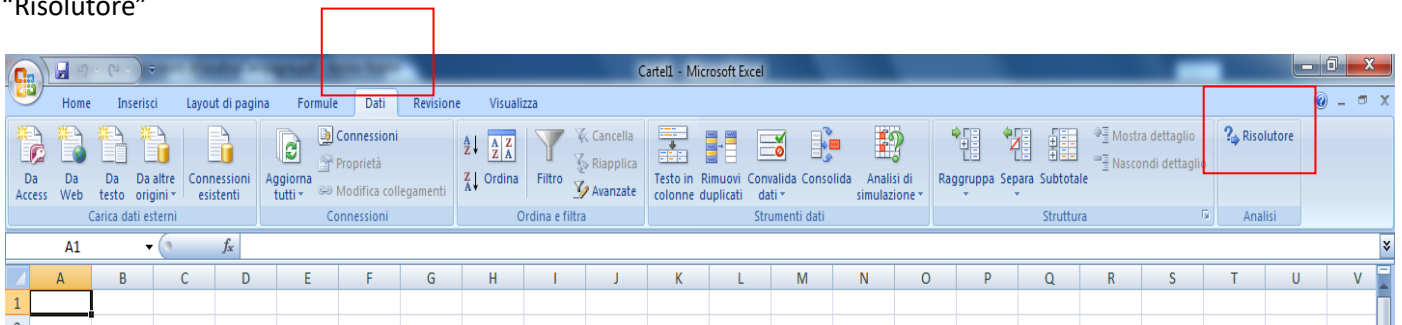 “Risolutore”
Cartel1 - Microsoft Excel
Home Inserisci Layout di pagina Formule Dati Revisione Visualizza
Da Access
Da Web
Da testo
Da altre origini
Connessioni esistenti
Carica dati esterni
Aggiorna tutti
Connessioni
Proprietà
Modifica collegamenti
Connessioni
Ordina
Filtro
Cancella
Riapplica
Avanzate
Ordina e filtra
Testo in colonne
Rimuovi duplicati
Convalida dati
Consolida
Analisi di simulazione
Strumenti dati
Raggruppa
Separa
Subtotale
Mostra dettaglio
Nascondi dettaglio
Struttura
Risolutore
Analisi
A1 fx
A B C D E F G H I J K L M N O P Q R S T U V
1